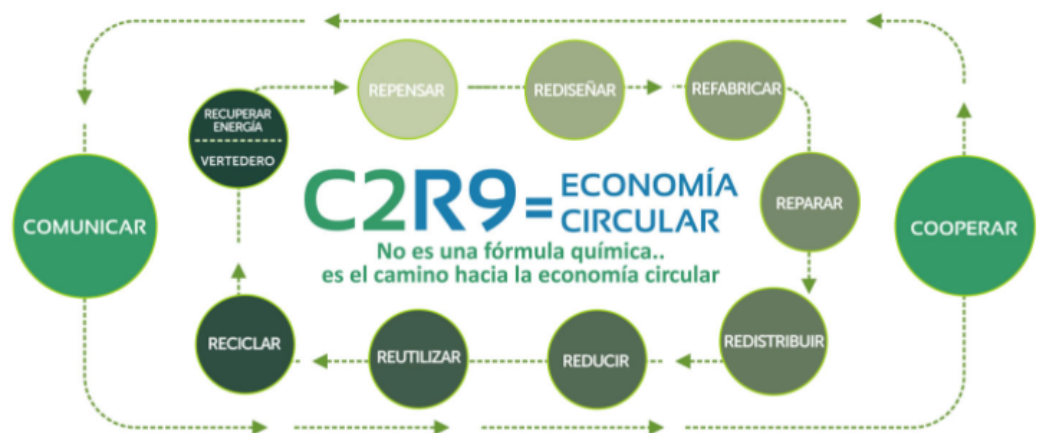 REPENSAR
REDISEÑAR
REFABRICAR
RECUPERAR
ENERGÍA
VERTEDERO
COMUNICAR
C2R9=ECONOMÍA
CIRCULAR
No es una fórmula química..
es el camino hacia la economía circular
REPARAR
COOPERAR
RECICLAR
REUTILIZAR
REDUCIR
REDISTRIBUIR